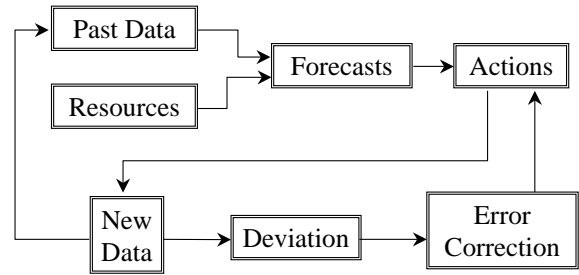 Past Data
Forecasts
Actions
Resources
New
Data
Deviation
Error
Correction